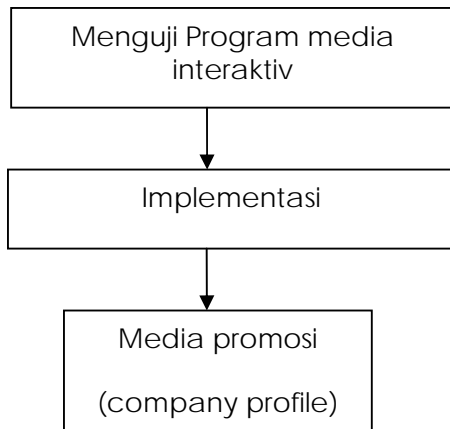 Menguji Program media
interaktiv
Implementasi
Media promosi
(company profile)